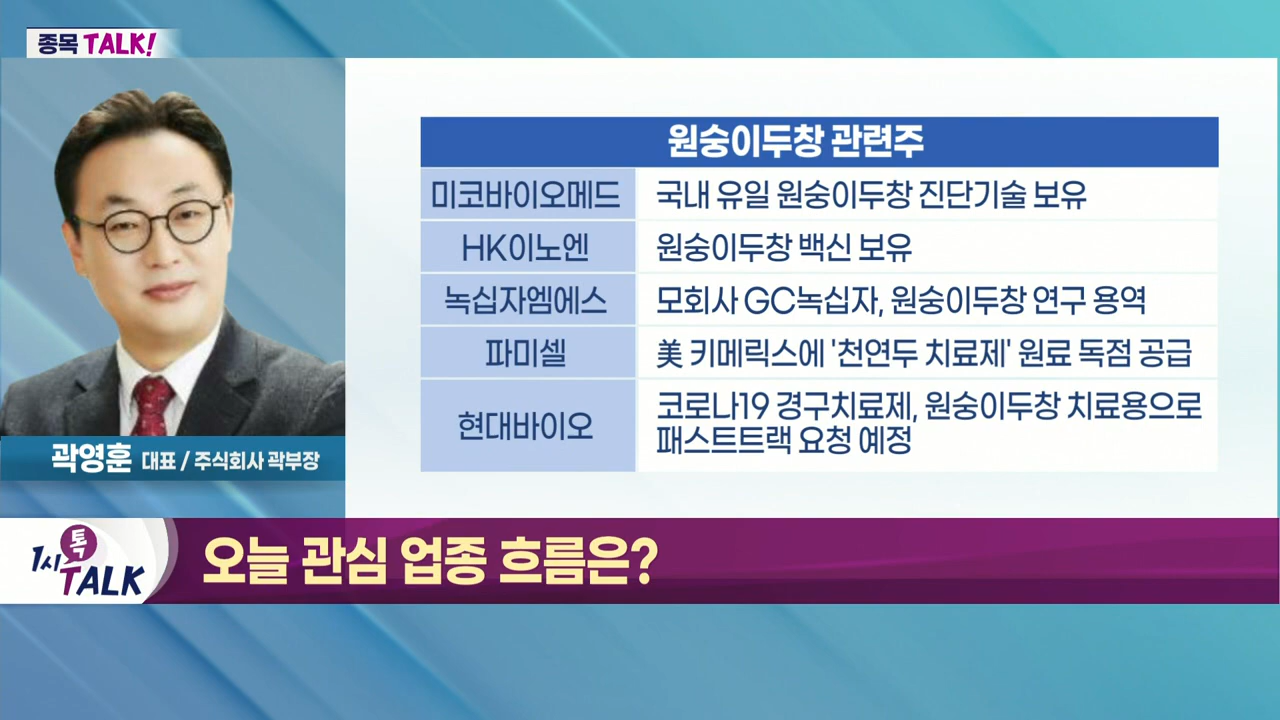 종목 TALK!
원숭이두창 관련주
미코바이오메드 국내 유일 원숭이두창 진단기술 보유
HK이노엔 원숭이두창 백신 보유
녹십자엠에스 모회사 GC녹십자, 원숭이두창 연구 용역
파미셀 美 키메릭스에 '천연두 치료제' 원료 독점 공급
현대바이오 코로나19 경구치료제, 원숭이두창 치료용으로
패스트트랙 요청 예정
곽영훈 대표 / 주식회사 곽부장
1시 톡 TALK
오늘 관심 업종 흐름은?